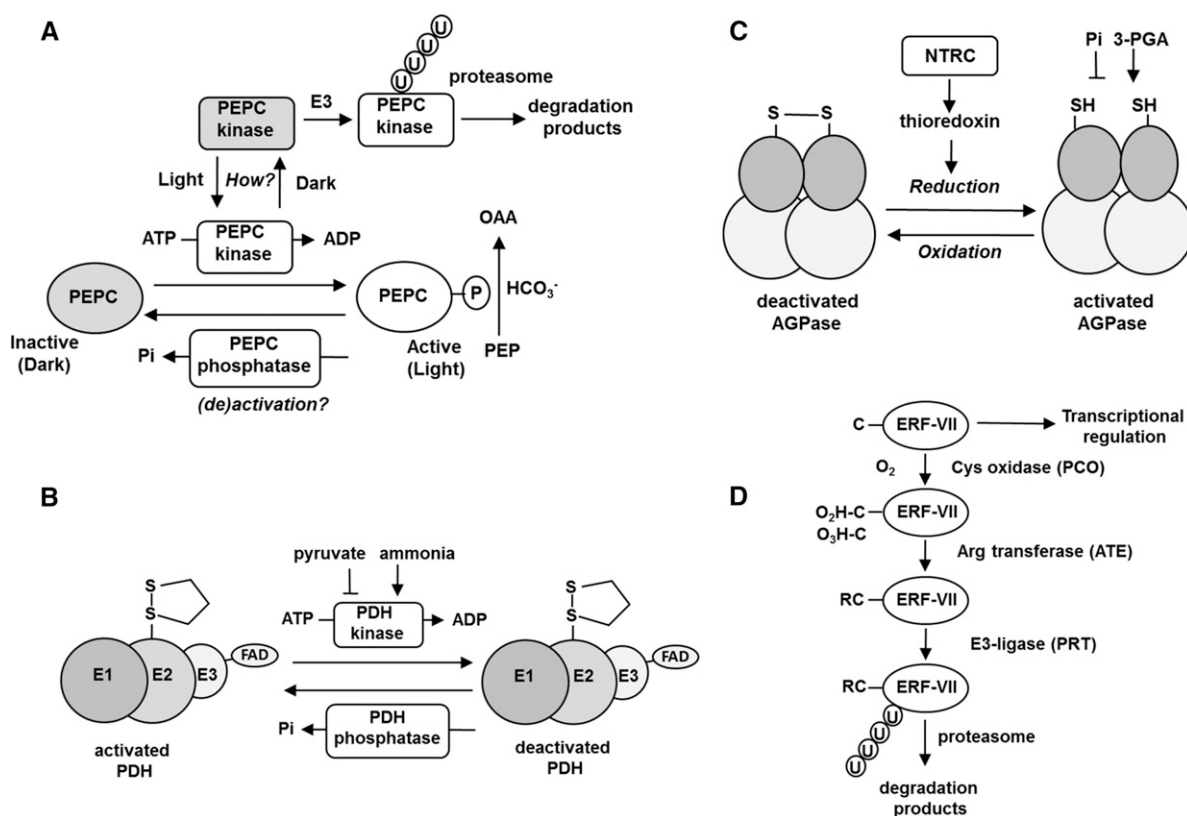 A
U
U
U
U
proteasome
PEPC
kinase
E3
PEPC
kinase
degradation
products
Light
How?
Dark
ATP
PEPC
kinase
ADP
OAA
PEPC
PEPC
P
HCO₃⁻
Inactive
(Dark)
Pi
PEPC
phosphatase
Active
(Light)
PEP
(de)activation?
B
pyruvate
ammonia
S
S
ATP
PDH
kinase
ADP
S
S
E1
E2
E3
FAD
E1
E2
E3
FAD
Pi
PDH
phosphatase
activated
PDH
deactivated
PDH
C
NTRC
Pi
3-PGA
S
S
thioredoxin
SH
SH
Reduction
Oxidation
deactivated
AGPase
activated
AGPase
D
C
ERF-VII
Transcriptional
regulation
O₂
Cys oxidase (PCO)
O₂H-C
O₃H-C
ERF-VII
Arg transferase (ATE)
RC
ERF-VII
E3-ligase (PRT)
RC
ERF-VII
U
U
U
U
proteasome
degradation
products